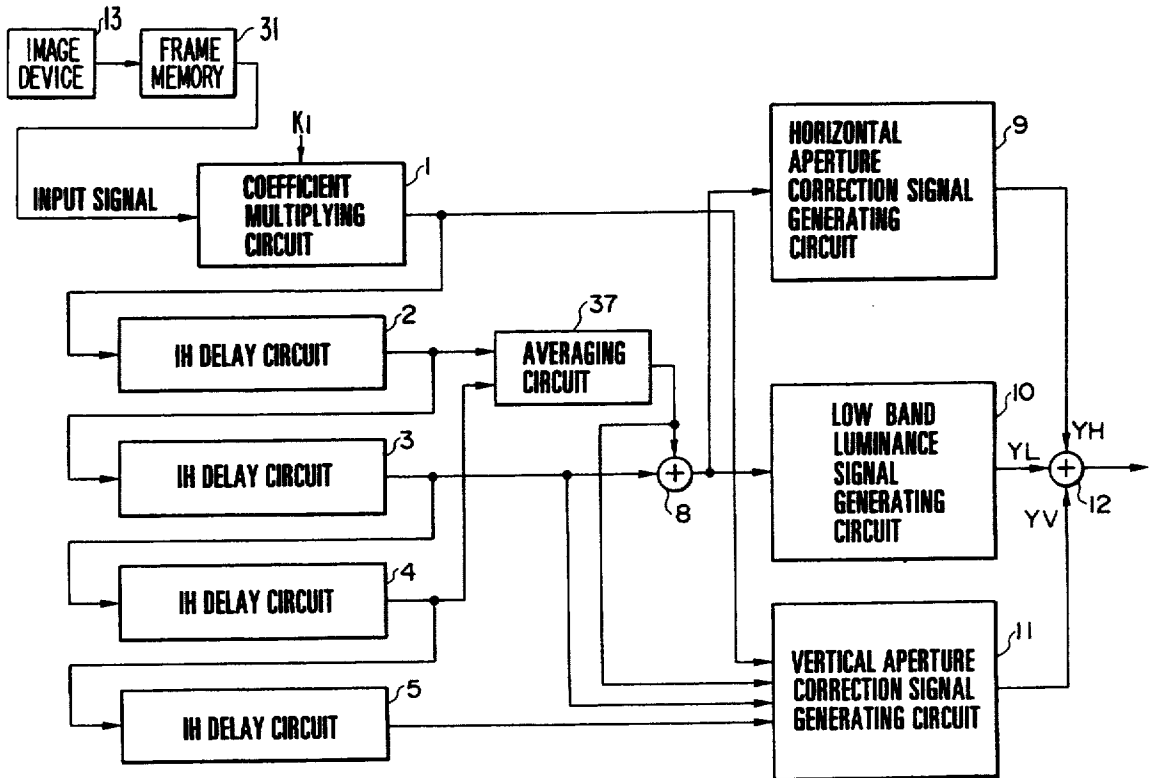 13
IMAGE
DEVICE
31
FRAME
MEMORY
K1
INPUT SIGNAL
1
COEFFICIENT
MULTIPLYING
CIRCUIT
9
HORIZONTAL
APERTURE
CORRECTION SIGNAL
GENERATING
CIRCUIT
2
1H DELAY CIRCUIT
37
AVERAGING
CIRCUIT
3
1H DELAY CIRCUIT
8
10
LOW BAND
LUMINANCE
SIGNAL
GENERATING
CIRCUIT
YH
YL
YV
12
4
1H DELAY CIRCUIT
11
VERTICAL APERTURE
CORRECTION SIGNAL
GENERATING CIRCUIT
5
1H DELAY CIRCUIT